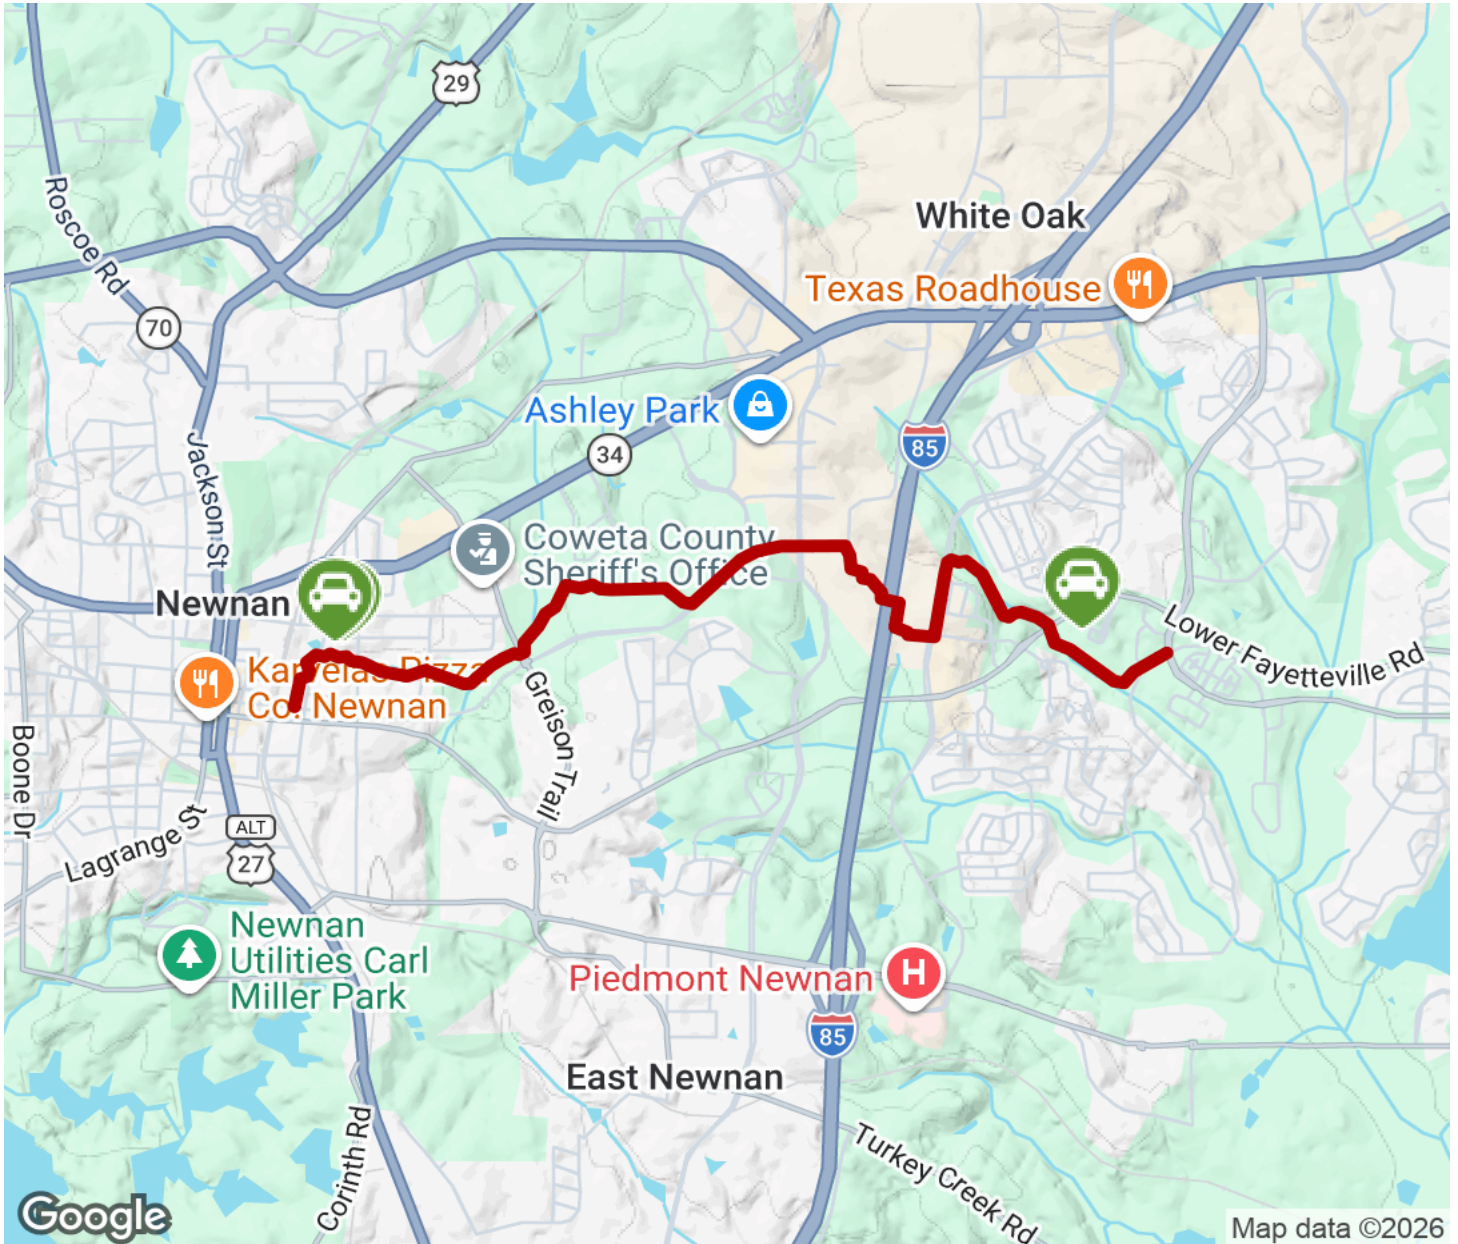 29
Roscoe Rd
White Oak
Texas Roadhouse
70
Ashley Park
85
34
Jackson St
Coweta County
Sheriff's Office
Newnan
Lower Fayetteville Rd
Karvelas Pizza
Co. Newnan
Greison Trail
Boone Dr
ALT
27
Lagrange St
Newnan
Utilities Carl
Miller Park
Piedmont Newnan
H
85
East Newnan
Corinth Rd
Turkey Creek Rd
Google
Map data ©2026